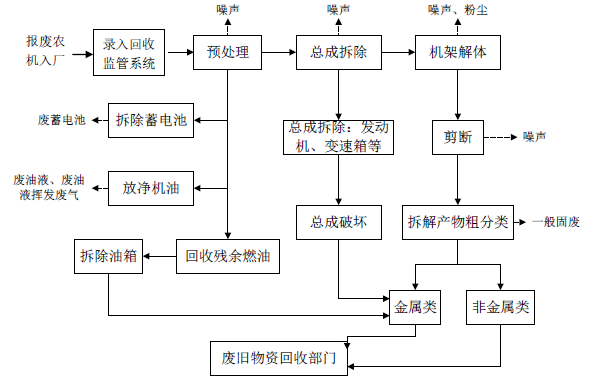 噪声
噪声
噪声、粉尘
报废农
机入厂
录入回收
监管系统
预处理
总成拆除
机架解体
废蓄电池
拆除蓄电池
总成拆除：发动
机、变速箱等
剪断
噪声
废油液、废油
液挥发废气
放净机油
总成破坏
拆解产物粗分类
一般固废
拆除油箱
回收残余燃油
金属类
非金属类
废旧物资回收部门